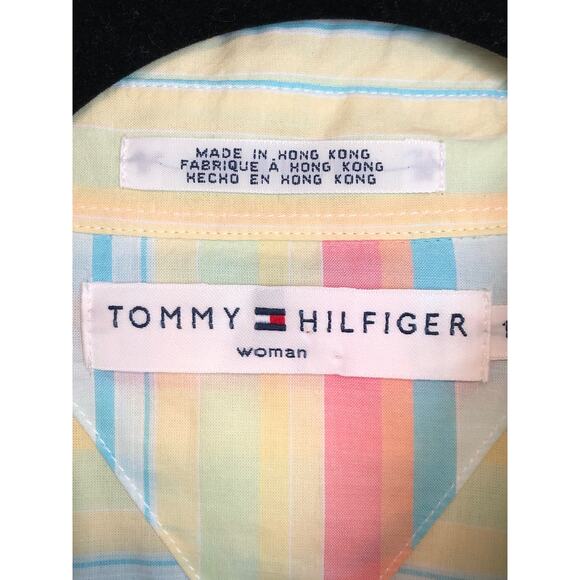 MADE IN HONG KONG
FABRIQUE À HONG KONG
HECHO EN HONG KONG
TOMMY HILFIGER
woman